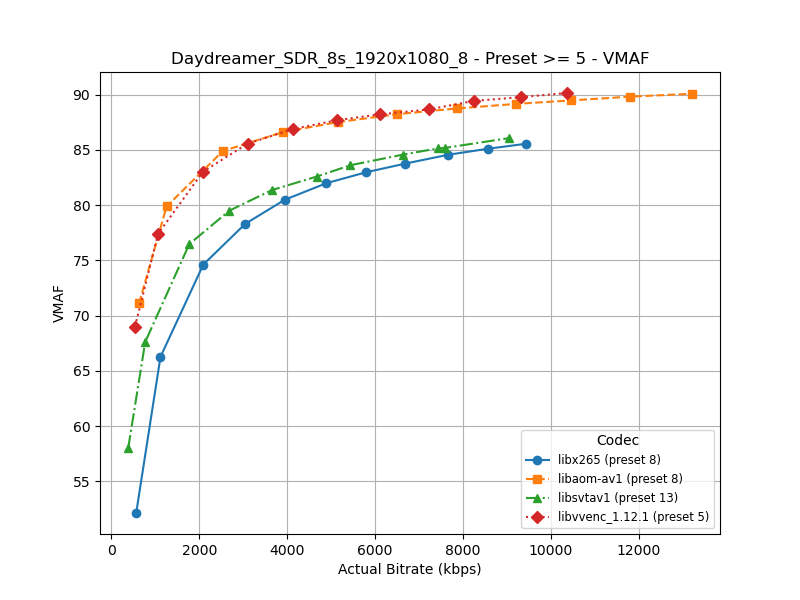 Daydreamer_SDR_8s_1920x1080_8 - Preset >= 5 - VMAF
90
85
80
75
70
65
60
55
VMAF
0 2000 4000 6000 8000 10000 12000
Actual Bitrate (kbps)
Codec
libx265 (preset 8)
libaom-av1 (preset 8)
libsvtav1 (preset 13)
libvvenc_1.12.1 (preset 5)